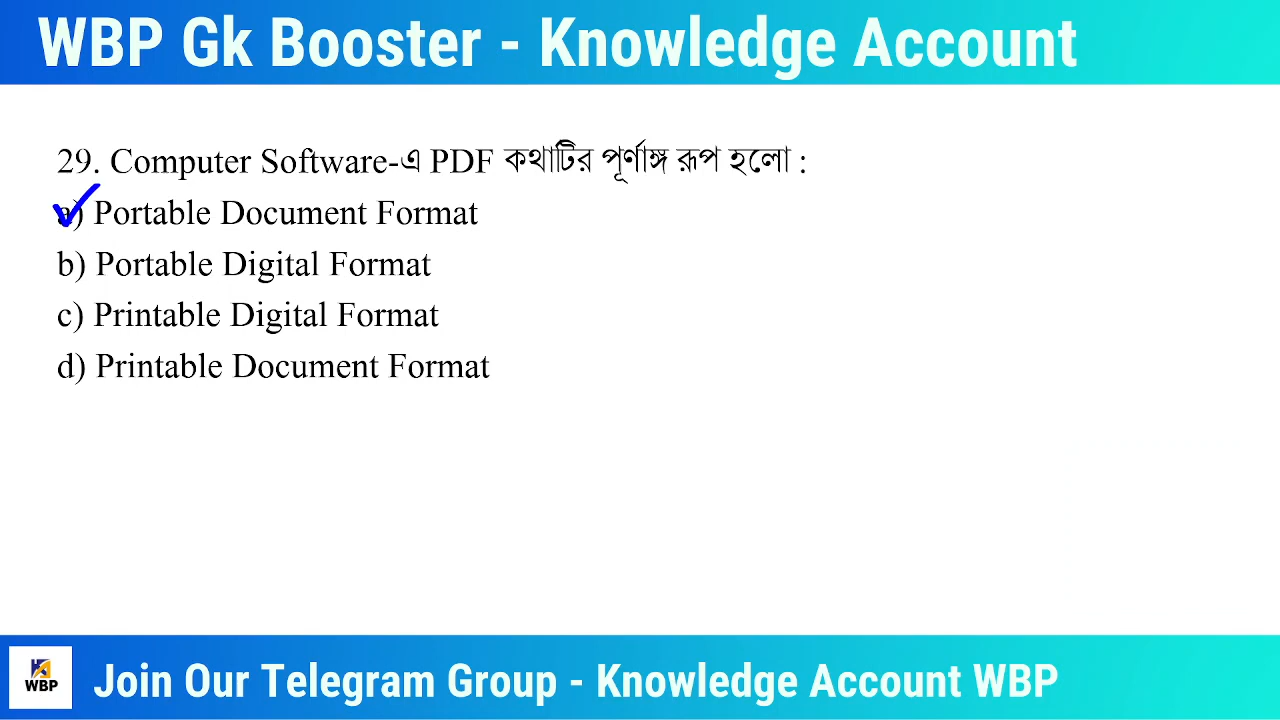 WBP Gk Booster - Knowledge Account
29. Computer Software-এ PDF কথাটির পূর্ণাঙ্গ রূপ হলো :
a) Portable Document Format
b) Portable Digital Format
c) Printable Digital Format
d) Printable Document Format
WBP
Join Our Telegram Group - Knowledge Account WBP